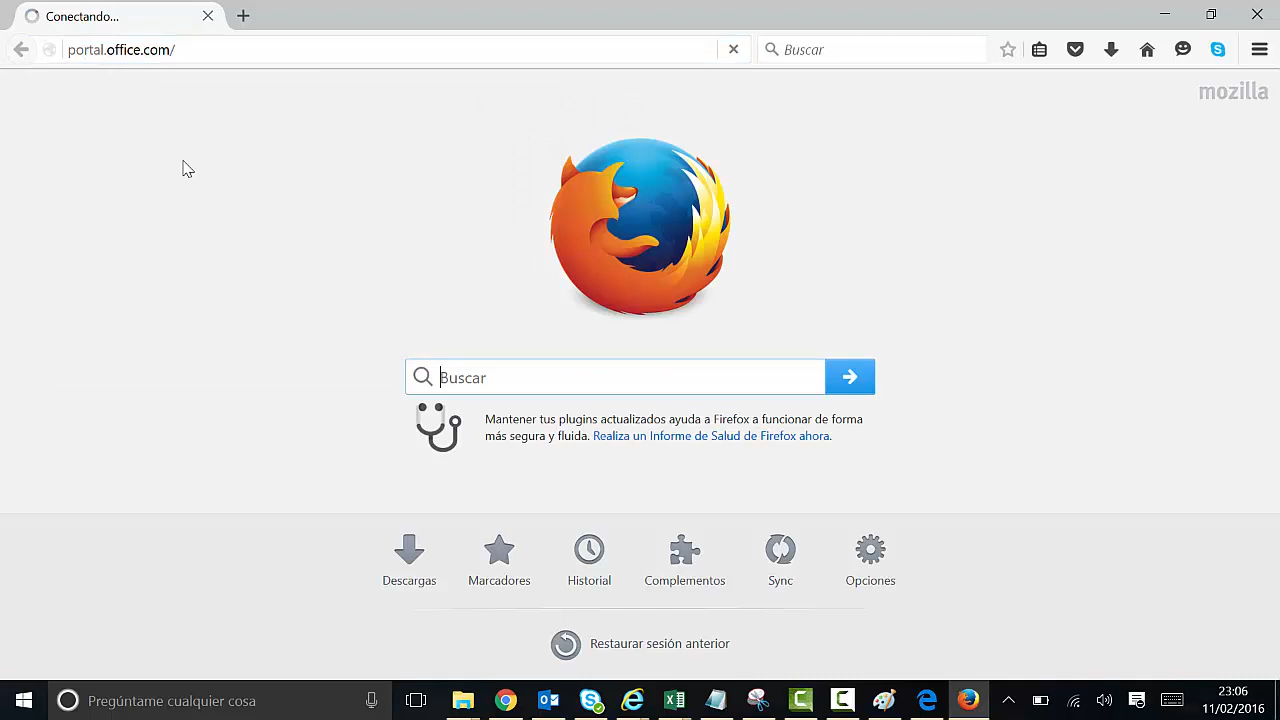 Conectando...
portal.office.com/
Buscar
mozilla
Buscar
Mantener tus plugins actualizados ayuda a Firefox a funcionar de forma
más segura y fluida. Realiza un Informe de Salud de Firefox ahora.
Descargas
Marcadores
Historial
Complementos
Sync
Opciones
Restaurar sesión anterior
Pregúntame cualquier cosa
23:06
11/02/2016